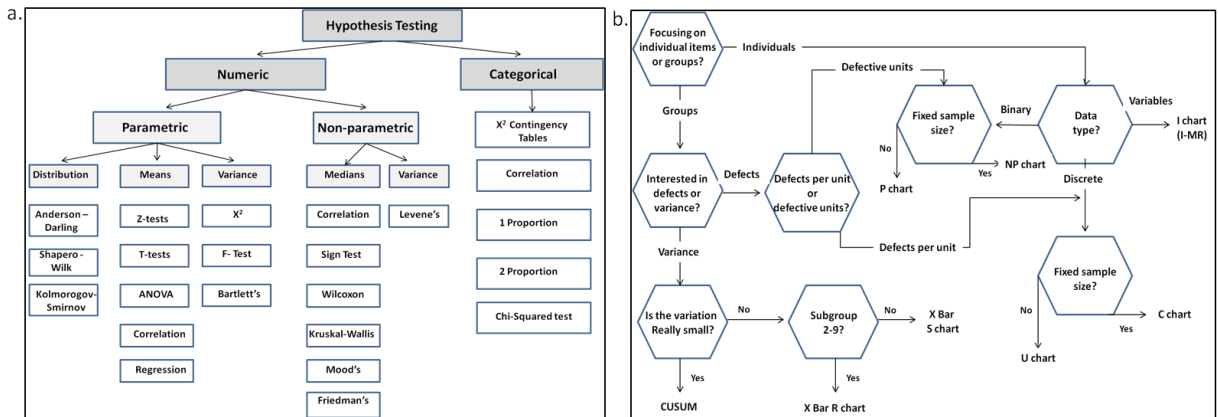 a.
Hypothesis Testing
Numeric
Categorical
Parametric
Non-parametric
X² Contingency
Tables
Distribution
Means
Variance
Medians
Variance
Correlation
Anderson –
Darling
Z-tests
X²
Correlation
Levene's
1 Proportion
Shapero -
Wilk
T-tests
F- Test
Sign Test
2 Proportion
Kolmorogov-
Smirnov
ANOVA
Bartlett's
Wilcoxon
Chi-Squared test
Correlation
Kruskal-Wallis
Regression
Mood's
Friedman's
b.
Focusing on
individual items
or groups?
Individuals
Defective units
Groups
Fixed sample
size?
Binary
Data
type?
Variables
I chart
(I-MR)
No
Yes
NP chart
P chart
Discrete
Interested in
defects or
variance?
Defects
Defects per unit
or
defective units?
Defects per unit
Variance
Fixed sample
size?
No
Yes
C chart
U chart
Is the variation
Really small?
No
Subgroup
2-9?
No
X Bar
S chart
Yes
CUSUM
Yes
X Bar R chart